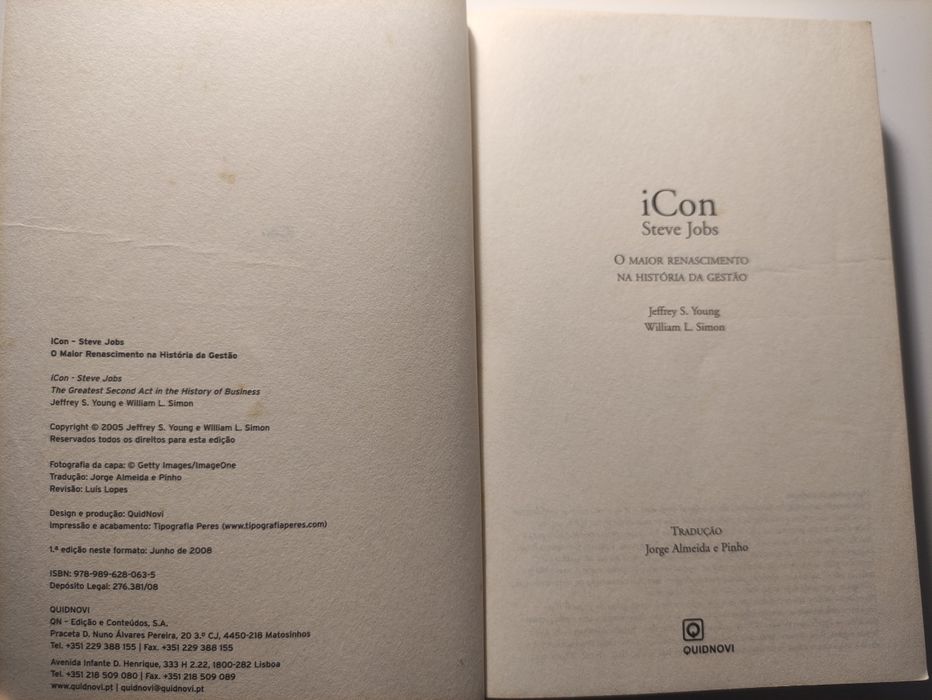 iCon - Steve Jobs
O Maior Renascimento na História da Gestão
iCon - Steve Jobs
The Greatest Second Act in the History of Business
Jeffrey S. Young e William L. Simon
Copyright © 2005 Jeffrey S. Young e William L. Simon
Reservados todos os direitos para esta edição
Fotografia da capa: © Getty Images/ImageOne
Tradução: Jorge Almeida e Pinho
Revisão: Luís Lopes
Design e produção: QuidNovi
Impressão e acabamento: Tipografia Peres (www.tipografiaperes.com)
1.ª edição neste formato: Junho de 2008
ISBN: 978-989-628-063-5
Depósito Legal: 276.381/08
QUIDNOVI
QN - Edição e Conteúdos, S.A.
Praceta D. Nuno Álvares Pereira, 20 3.º CJ, 4450-218 Matosinhos
Tel. +351 229 388 155 | Fax. +351 229 388 155
Avenida Infante D. Henrique, 333 H 2.22, 1800-282 Lisboa
Tel. +351 218 509 080 | Fax. +351 218 509 089
www.quidnovi.pt | quidnovi@quidnovi.pt
iCon
Steve Jobs
O MAIOR RENASCIMENTO
NA HISTÓRIA DA GESTÃO
Jeffrey S. Young
William L. Simon
TRADUÇÃO
Jorge Almeida e Pinho
Q
QUIDNOVI